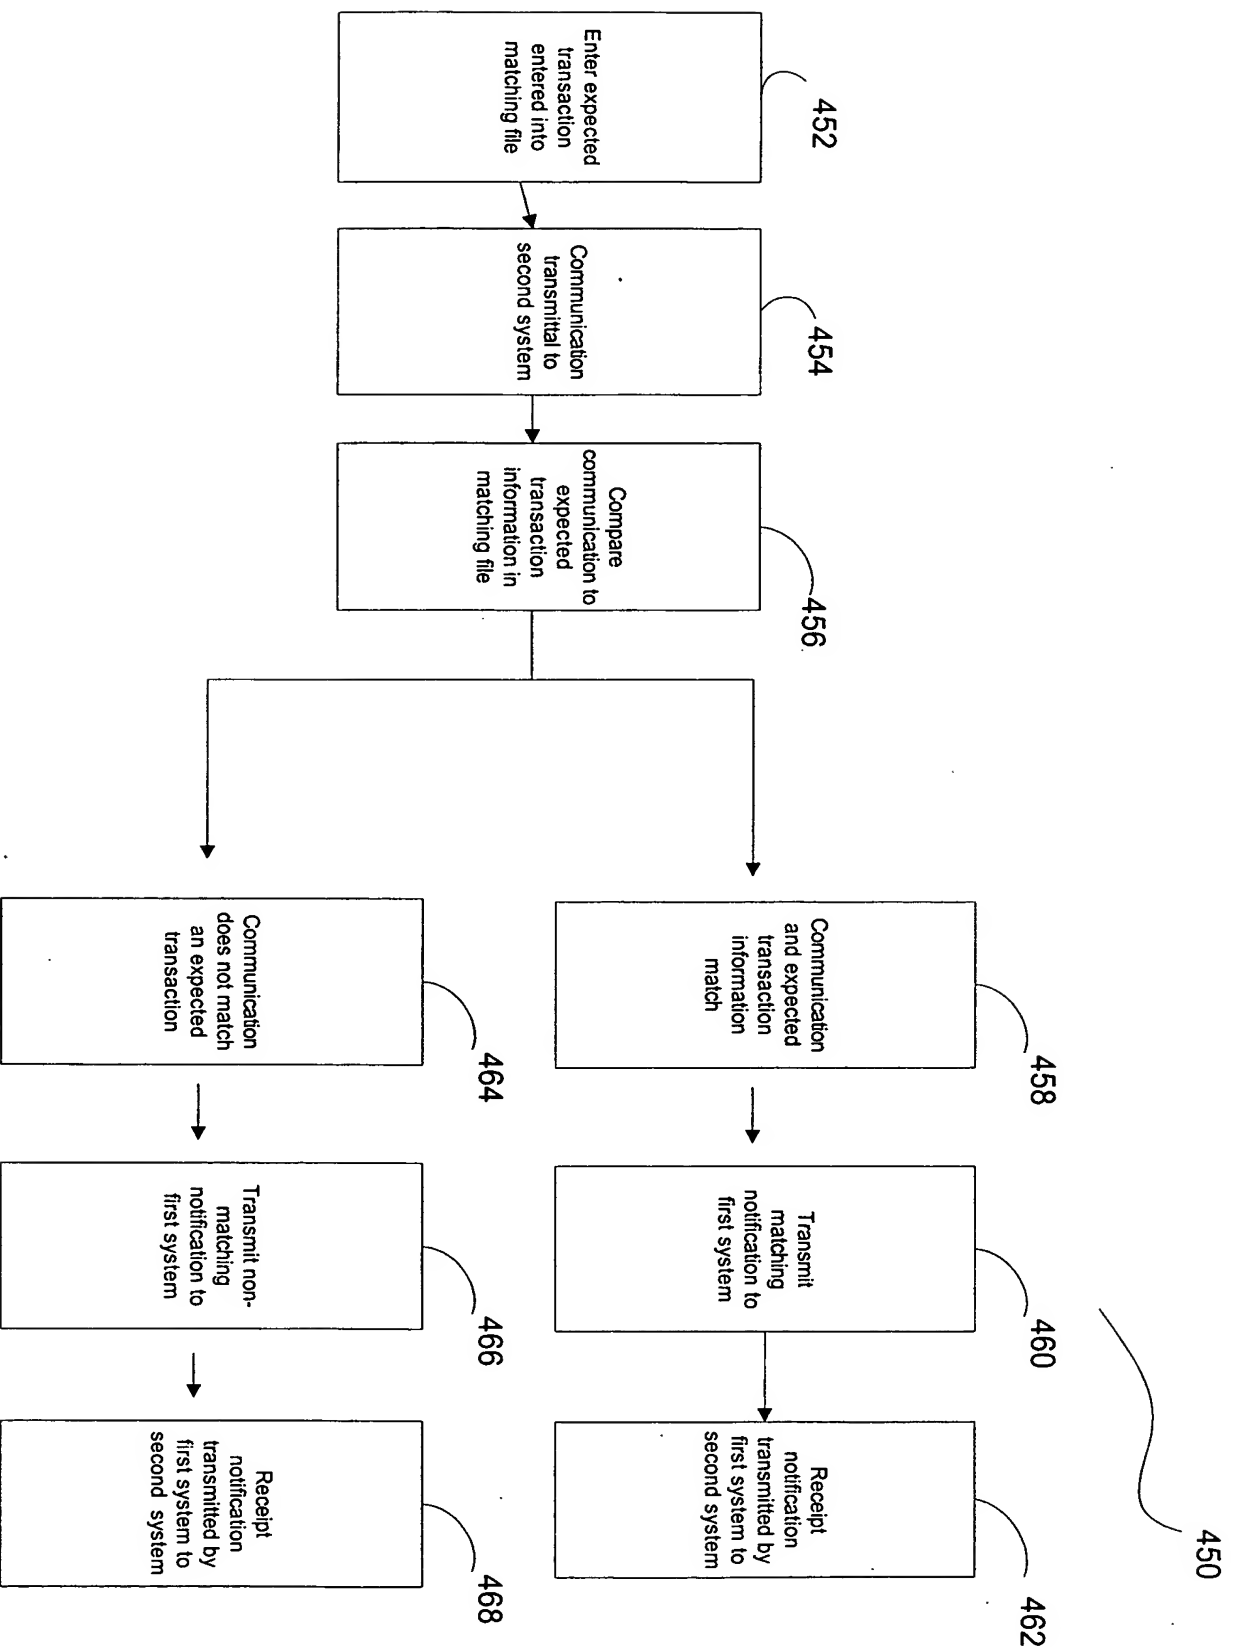 450
452
Enter expected
transaction
entered into
matching file
454
Communication
transmittal to
second system
456
Compare
communication to
expected
transaction
information in
matching file
458
Communication
and expected
transaction
information
match
460
Transmit
matching
notification to
first system
462
Receipt
notification
transmitted by
first system to
second system
464
Communication
does not match
an expected
transaction
466
Transmit non-
matching
notification to
first system
468
Receipt
notification
transmitted by
first system to
second system